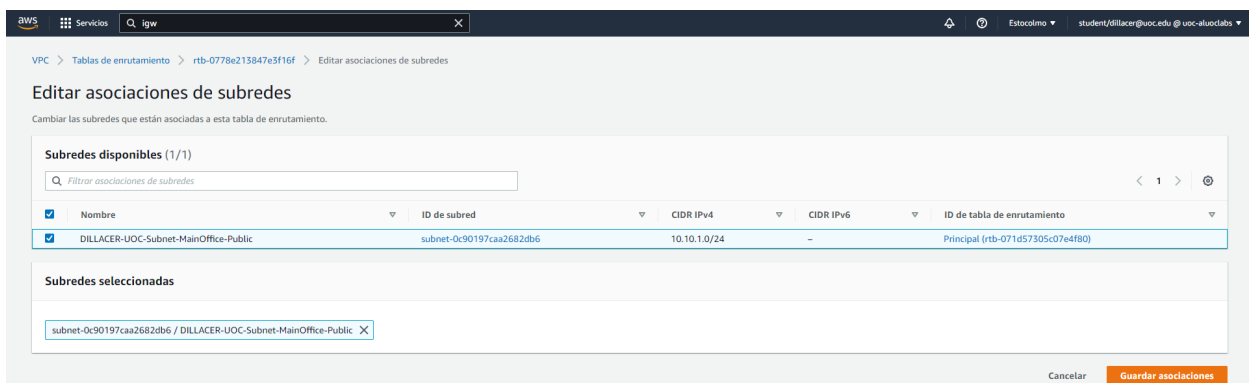 aws Servicios igw Estocolmo student/dillacer@uoc.edu @ uoc-aluoclabs
VPC > Tablas de enrutamiento > rtb-0778e213847e3f16f > Editar asociaciones de subredes
Editar asociaciones de subredes
Cambiar las subredes que están asociadas a esta tabla de enrutamiento.
Subredes disponibles (1/1)
Filtrar asociaciones de subredes < 1 >
Nombre ID de subred CIDR IPv4 CIDR IPv6 ID de tabla de enrutamiento
DILLACER-UOC-Subnet-MainOffice-Public subnet-0c90197caa2682db6 10.10.1.0/24 – Principal (rtb-071d57305c07e4f80)
Subredes seleccionadas
subnet-0c90197caa2682db6 / DILLACER-UOC-Subnet-MainOffice-Public
Cancelar Guardar asociaciones